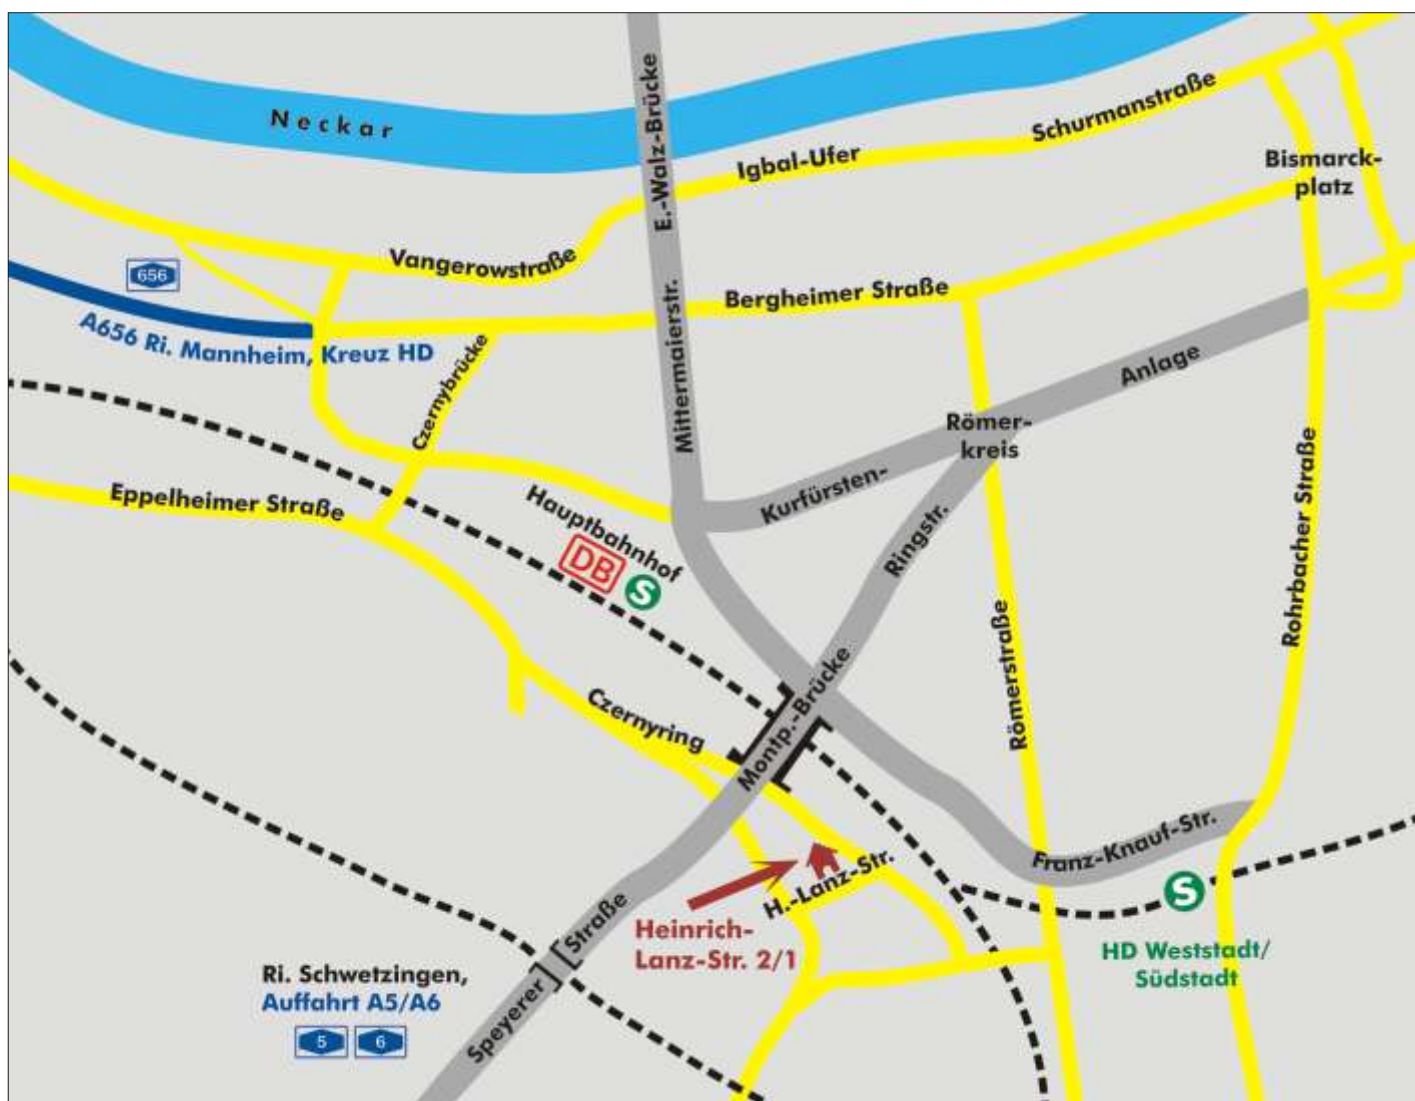 Neckar
E.-Walz-Brücke
Igbal-Ufer
Schurmanstraße
Bismarck-
platz
Vangerowstraße
656
A656 Ri. Mannheim, Kreuz HD
Bergheimer Straße
Mittermaierstr.
Czernybrücke
Anlage
Römer-
kreis
Kurfürsten-
Eppelheimer Straße
Hauptbahnhof
DB
S
Ringstr.
Römerstraße
Rohrbacher Straße
Czernyring
Montp.-Brücke
Franz-Knauf-Str.
H.-Lanz-Str.
Heinrich-
Lanz-Str. 2/1
S
HD Weststadt/
Südstadt
Straße
Speyerer
Ri. Schwetzingen,
Auffahrt A5/A6
5
6